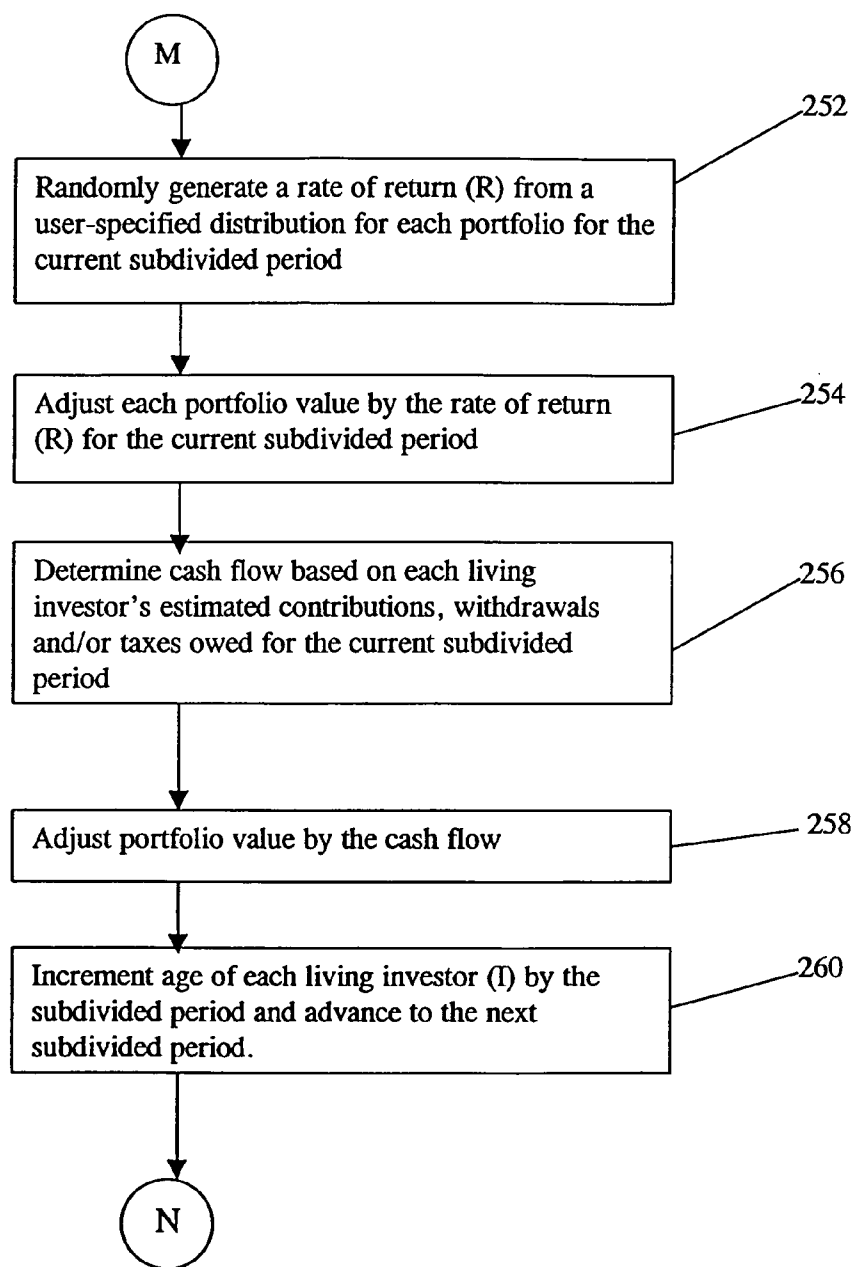 M
252
Randomly generate a rate of return (R) from a
user-specified distribution for each portfolio for the
current subdivided period
254
Adjust each portfolio value by the rate of return
(R) for the current subdivided period
256
Determine cash flow based on each living
investor's estimated contributions, withdrawals
and/or taxes owed for the current subdivided
period
258
Adjust portfolio value by the cash flow
260
Increment age of each living investor (I) by the
subdivided period and advance to the next
subdivided period.
N